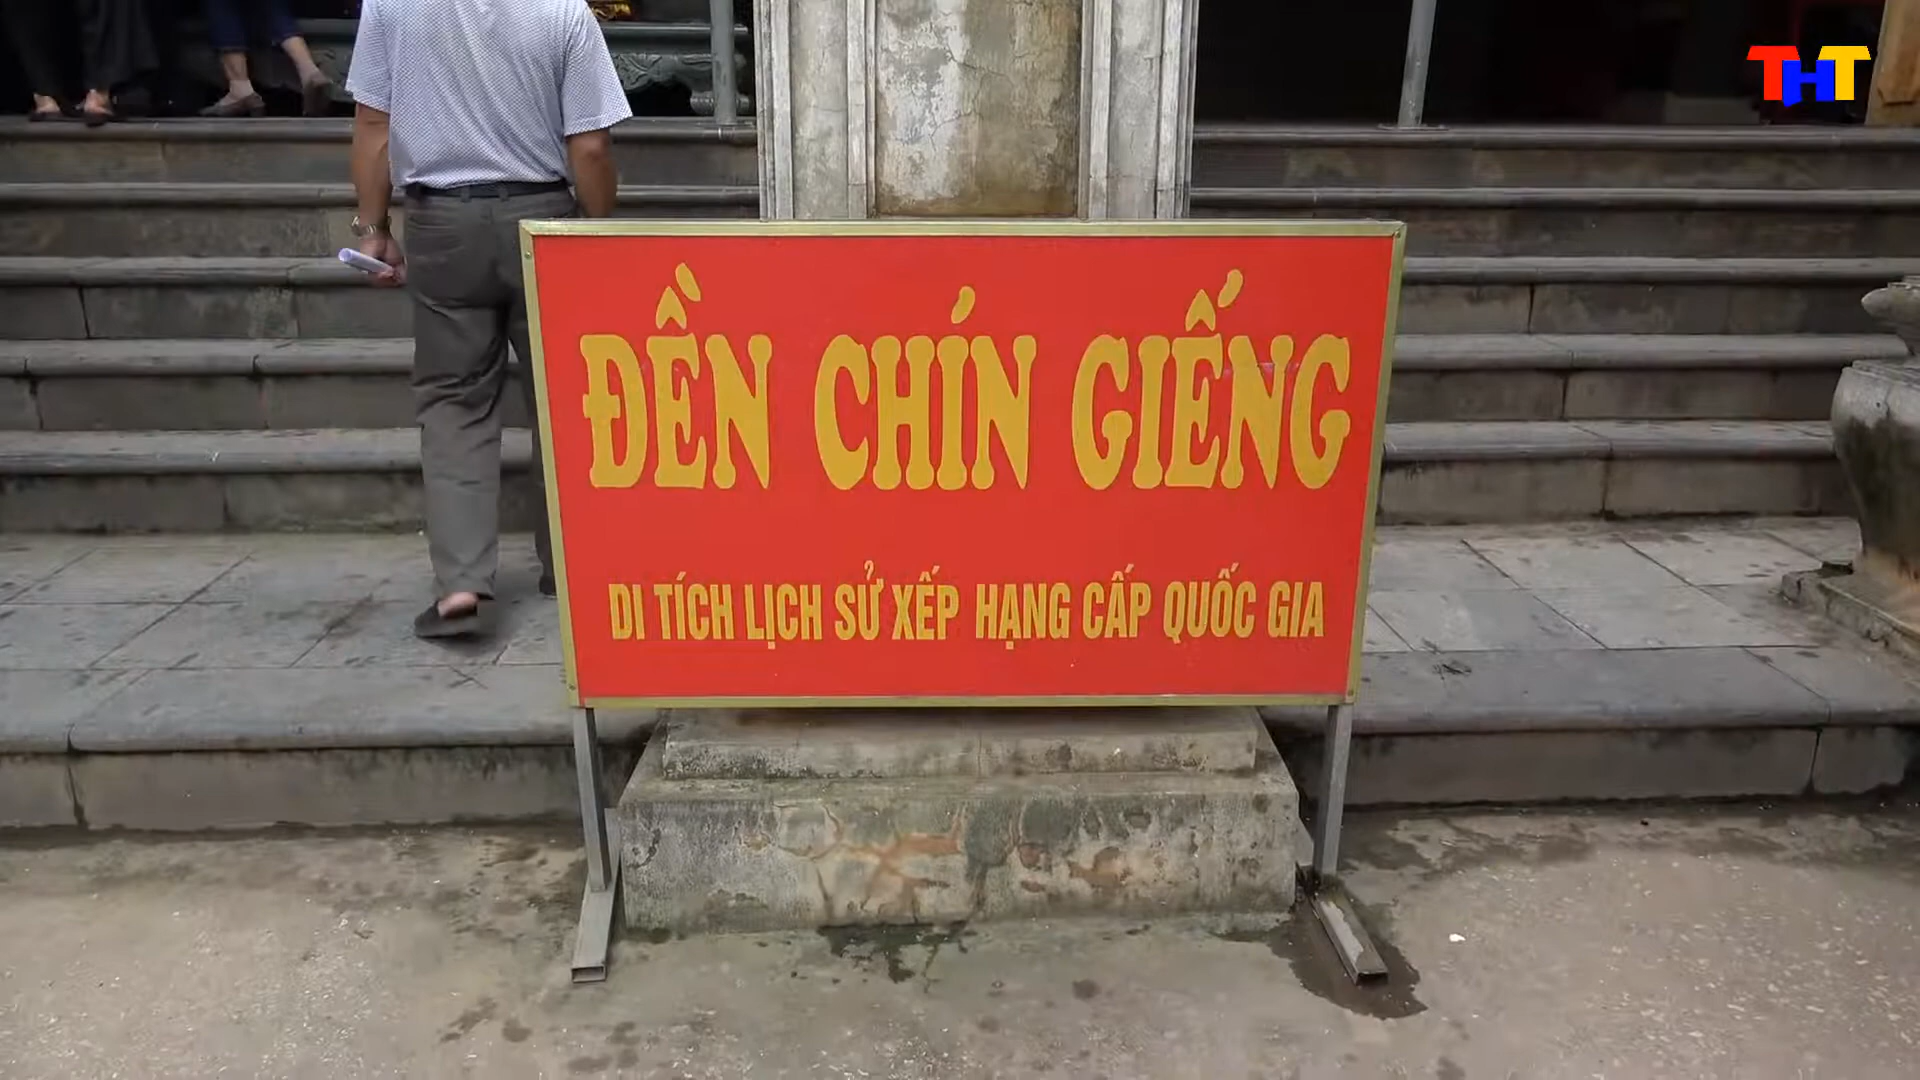 THT
ĐỀN CHÍN GIẾNG
DI TÍCH LỊCH SỬ XẾP HẠNG CẤP QUỐC GIA